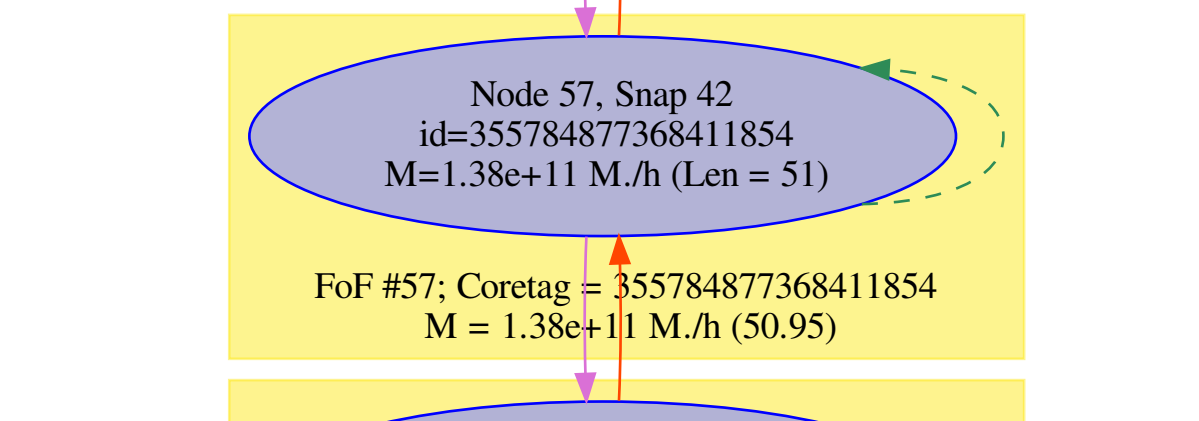 Node 57, Snap 42
id=355784877368411854
M=1.38e+11 M./h (Len = 51)
FoF #57; Coretag = 355784877368411854
M = 1.38e+11 M./h (50.95)